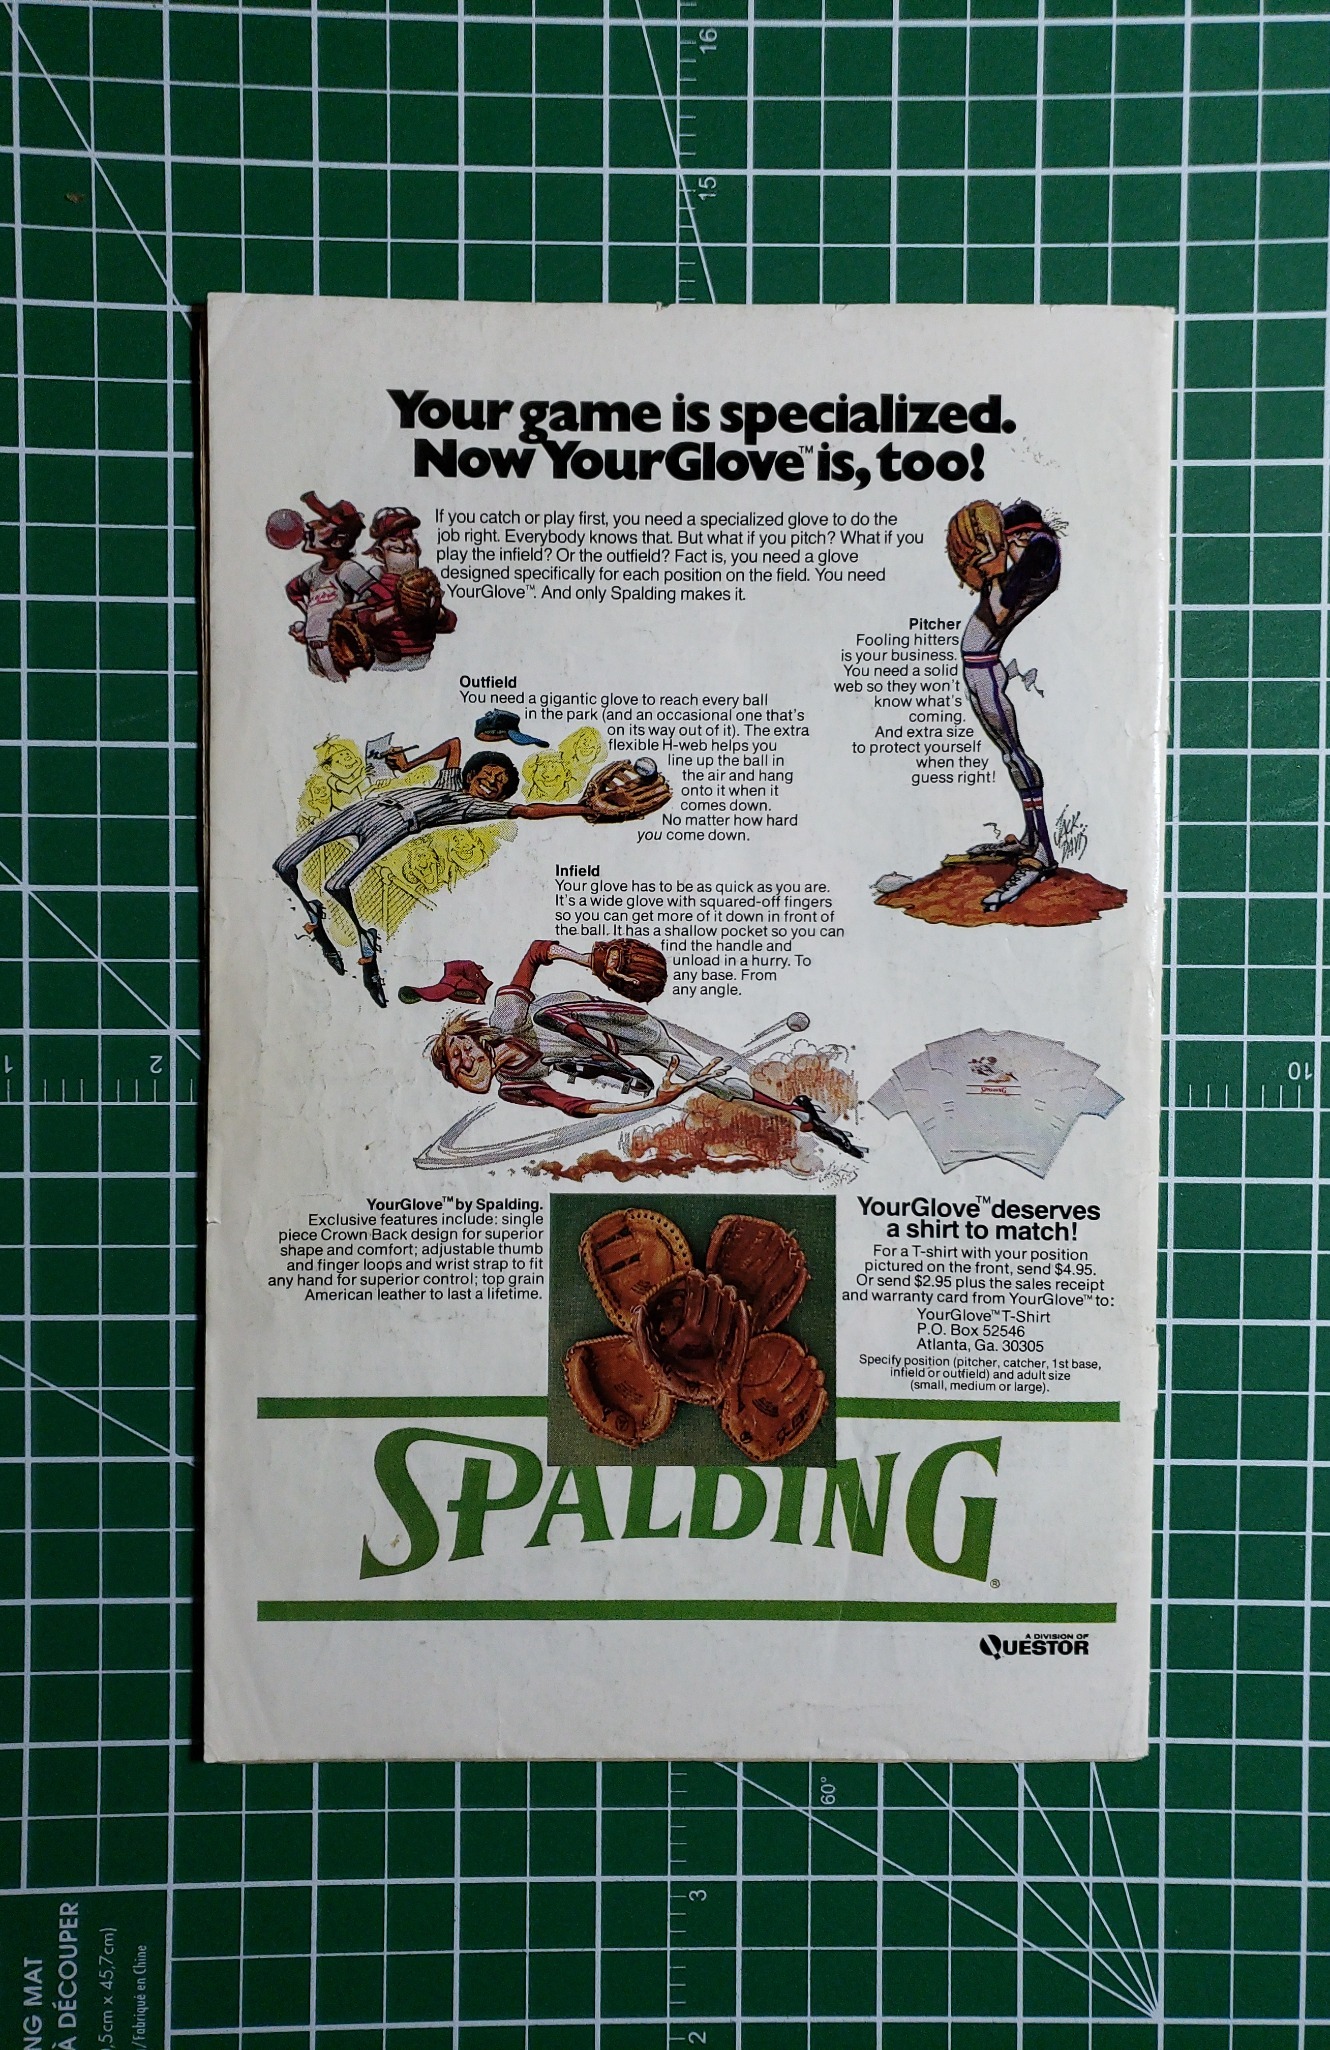 16
15
Your game is specialized.
Now YourGlove™ is, too!
If you catch or play first, you need a specialized glove to do the
job right. Everybody knows that. But what if you pitch? What if you
play the infield? Or the outfield? Fact is, you need a glove
designed specifically for each position on the field. You need
YourGlove™. And only Spalding makes it.
Pitcher
Fooling hitters
is your business.
You need a solid
web so they won't
know what's
coming.
And extra size
to protect yourself
when they
guess right!
JACK
DAVIS
Outfield
You need a gigantic glove to reach every ball
in the park (and an occasional one that's
on its way out of it). The extra
flexible H-web helps you
line up the ball in
the air and hang
onto it when it
comes down.
No matter how hard
you come down.
Infield
Your glove has to be as quick as you are.
It's a wide glove with squared-off fingers
so you can get more of it down in front of
the ball. It has a shallow pocket so you can
find the handle and
unload in a hurry. To
any base. From
any angle.
1
2
10
SPALDING
YourGlove™ by Spalding.
Exclusive features include: single
piece Crown Back design for superior
shape and comfort; adjustable thumb
and finger loops and wrist strap to fit
any hand for superior control; top grain
American leather to last a lifetime.
YourGlove™ deserves
a shirt to match!
For a T-shirt with your position
pictured on the front, send $4.95.
Or send $2.95 plus the sales receipt
and warranty card from YourGlove™ to:
YourGlove™ T-Shirt
P.O. Box 52546
Atlanta, Ga. 30305
Specify position (pitcher, catcher, 1st base,
infield or outfield) and adult size
(small, medium or large).
SPALDING®
A DIVISION OF
QUESTOR
60°
3
2
NG MAT
À DÉCOUPER
,5cm x 45,7cm)
/Fabriqué en Chine